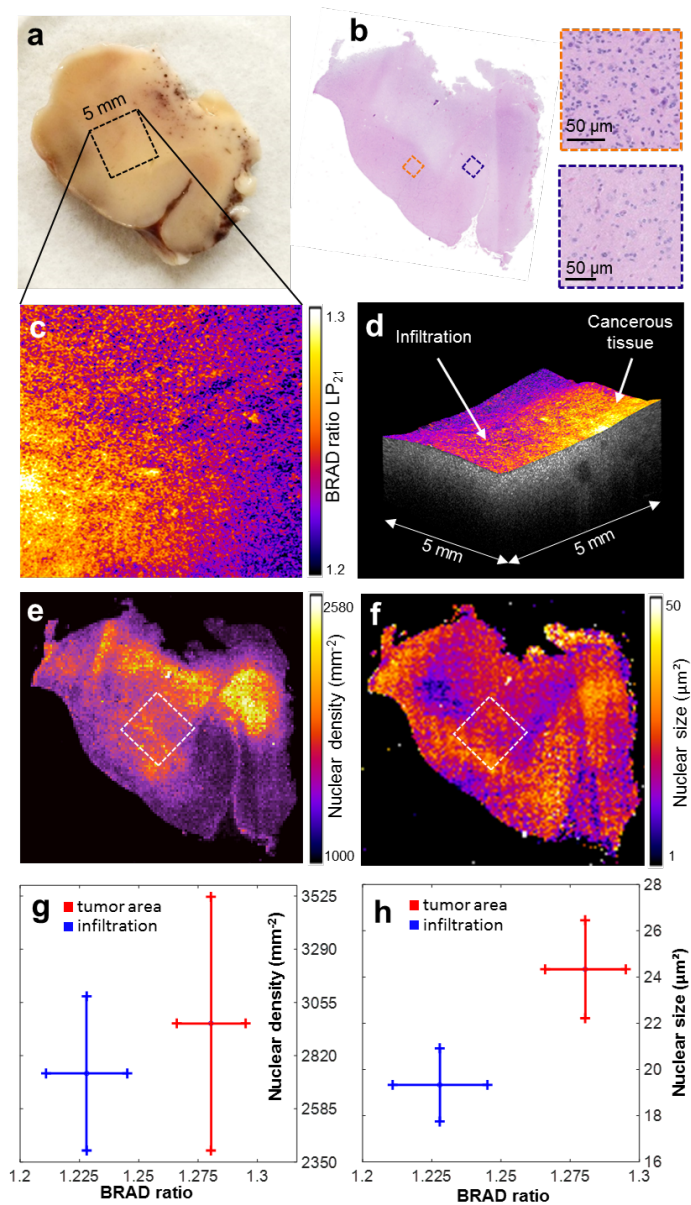 a
5 mm
b
50 µm
50 µm
c
1.3
BRAD ratio LP21
1.2
d
Infiltration
Cancerous
tissue
5 mm
5 mm
e
2580
Nuclear density (mm-2)
1000
f
50
Nuclear size (µm²)
1
g
tumor area
infiltration
3525
3290
3055
2820
2585
2350
Nuclear density (mm-2)
1.2
1.225
1.25
1.275
1.3
BRAD ratio
h
tumor area
infiltration
28
26
24
22
20
18
16
Nuclear size (µm²)
1.2
1.225
1.25
1.275
1.3
BRAD ratio